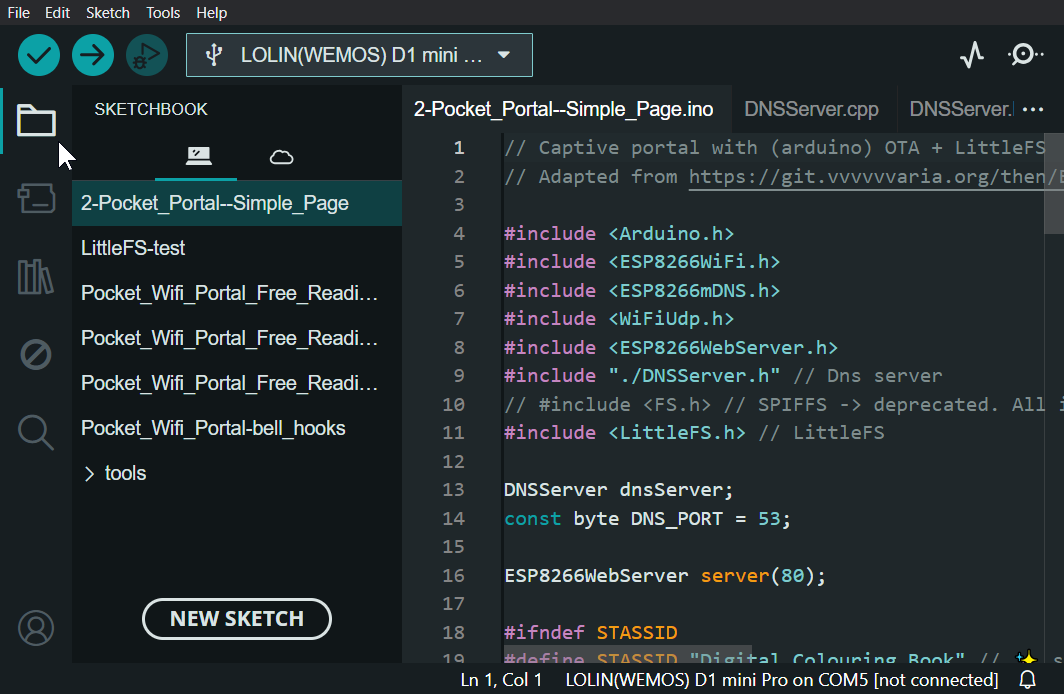 File Edit Sketch Tools Help
LOLIN(WEMOS) D1 mini ...
SKETCHBOOK
2-Pocket_Portal--Simple_Page
LittleFS-test
Pocket_Wifi_Portal_Free_Readi...
Pocket_Wifi_Portal_Free_Readi...
Pocket_Wifi_Portal_Free_Readi...
Pocket_Wifi_Portal-bell_hooks
tools
NEW SKETCH
2-Pocket_Portal--Simple_Page.ino DNSServer.cpp DNSServer. ...
1 // Captive portal with (arduino) OTA + LittleFS
2 // Adapted from https://git.vvvvvvaria.org/then/
3
4 #include <Arduino.h>
5 #include <ESP8266WiFi.h>
6 #include <ESP8266mDNS.h>
7 #include <WiFiUdp.h>
8 #include <ESP8266WebServer.h>
9 #include "./DNSServer.h" // Dns server
10 // #include <FS.h> // SPIFFS -> deprecated. All
11 #include <LittleFS.h> // LittleFS
12
13 DNSServer dnsServer;
14 const byte DNS_PORT = 53;
15
16 ESP8266WebServer server(80);
17
18 #ifndef STASSID
19 #define STASSID "Digital Colouring Book" //
Ln 1, Col 1 LOLIN(WEMOS) D1 mini Pro on COM5 [not connected]